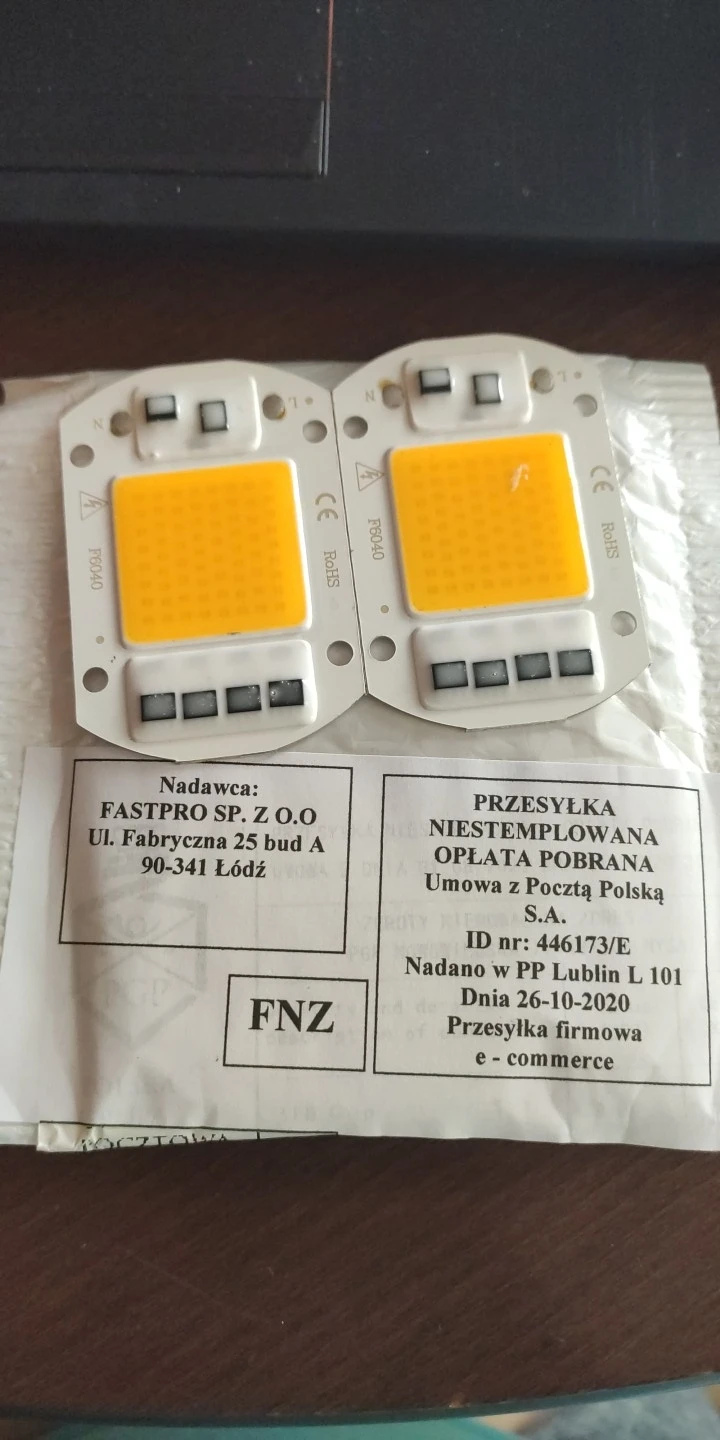 N
L
CE
F6040
RoHS
N
L
CE
F6040
RoHS
Nadawca:
FASTPRO SP. Z O.O
Ul. Fabryczna 25 bud A
90-341 Łódź
FNZ
PRZESYŁKA
NIESTEMPLOWANA
OPŁATA POBRANA
Umowa z Pocztą Polską
S.A.
ID nr: 446173/E
Nadano w PP Lublin L 101
Dnia 26-10-2020
Przesyłka firmowa
e - commerce
POCZTOWA